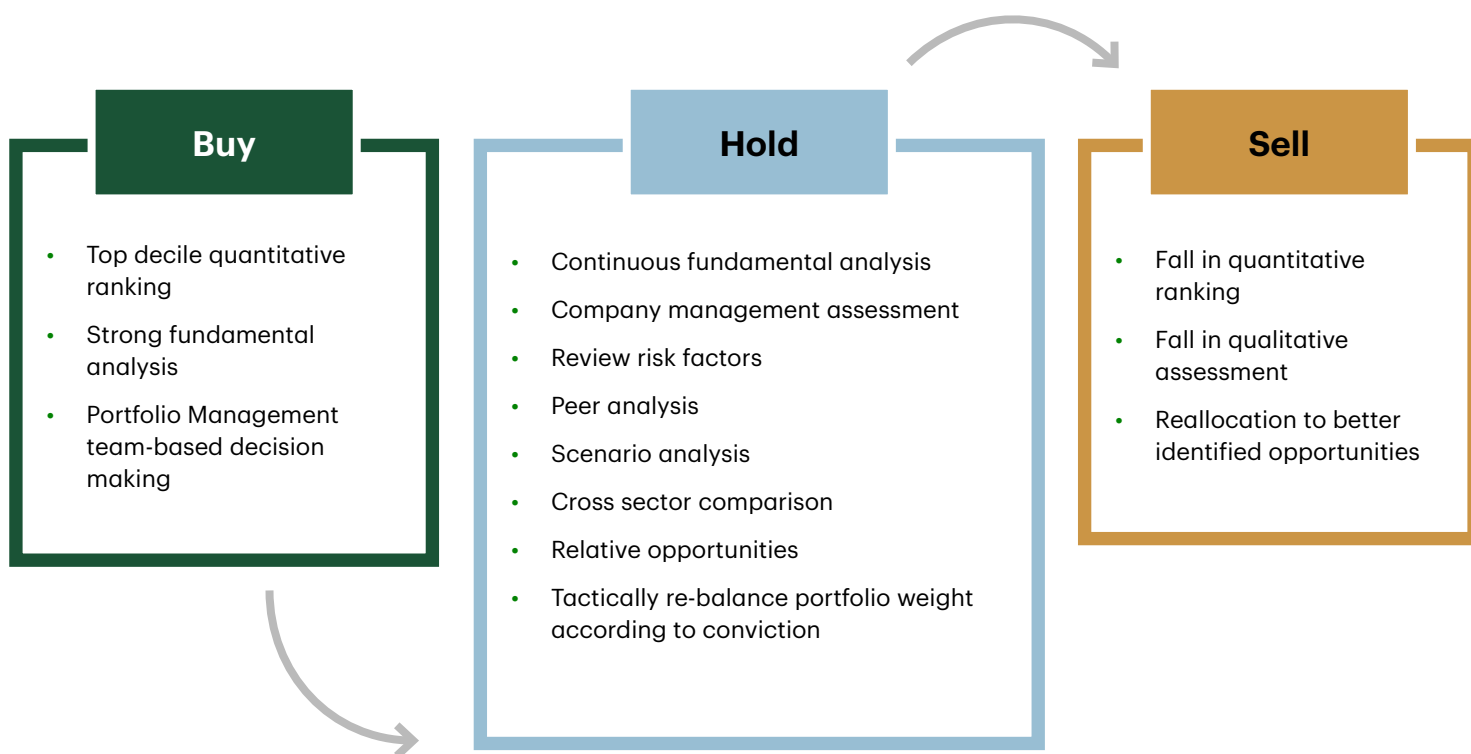 Buy
• Top decile quantitative
ranking
• Strong fundamental
analysis
• Portfolio Management
team-based decision
making
Hold
• Continuous fundamental analysis
• Company management assessment
• Review risk factors
• Peer analysis
• Scenario analysis
• Cross sector comparison
• Relative opportunities
• Tactically re-balance portfolio weight
according to conviction
Sell
• Fall in quantitative
ranking
• Fall in qualitative
assessment
• Reallocation to better
identified opportunities